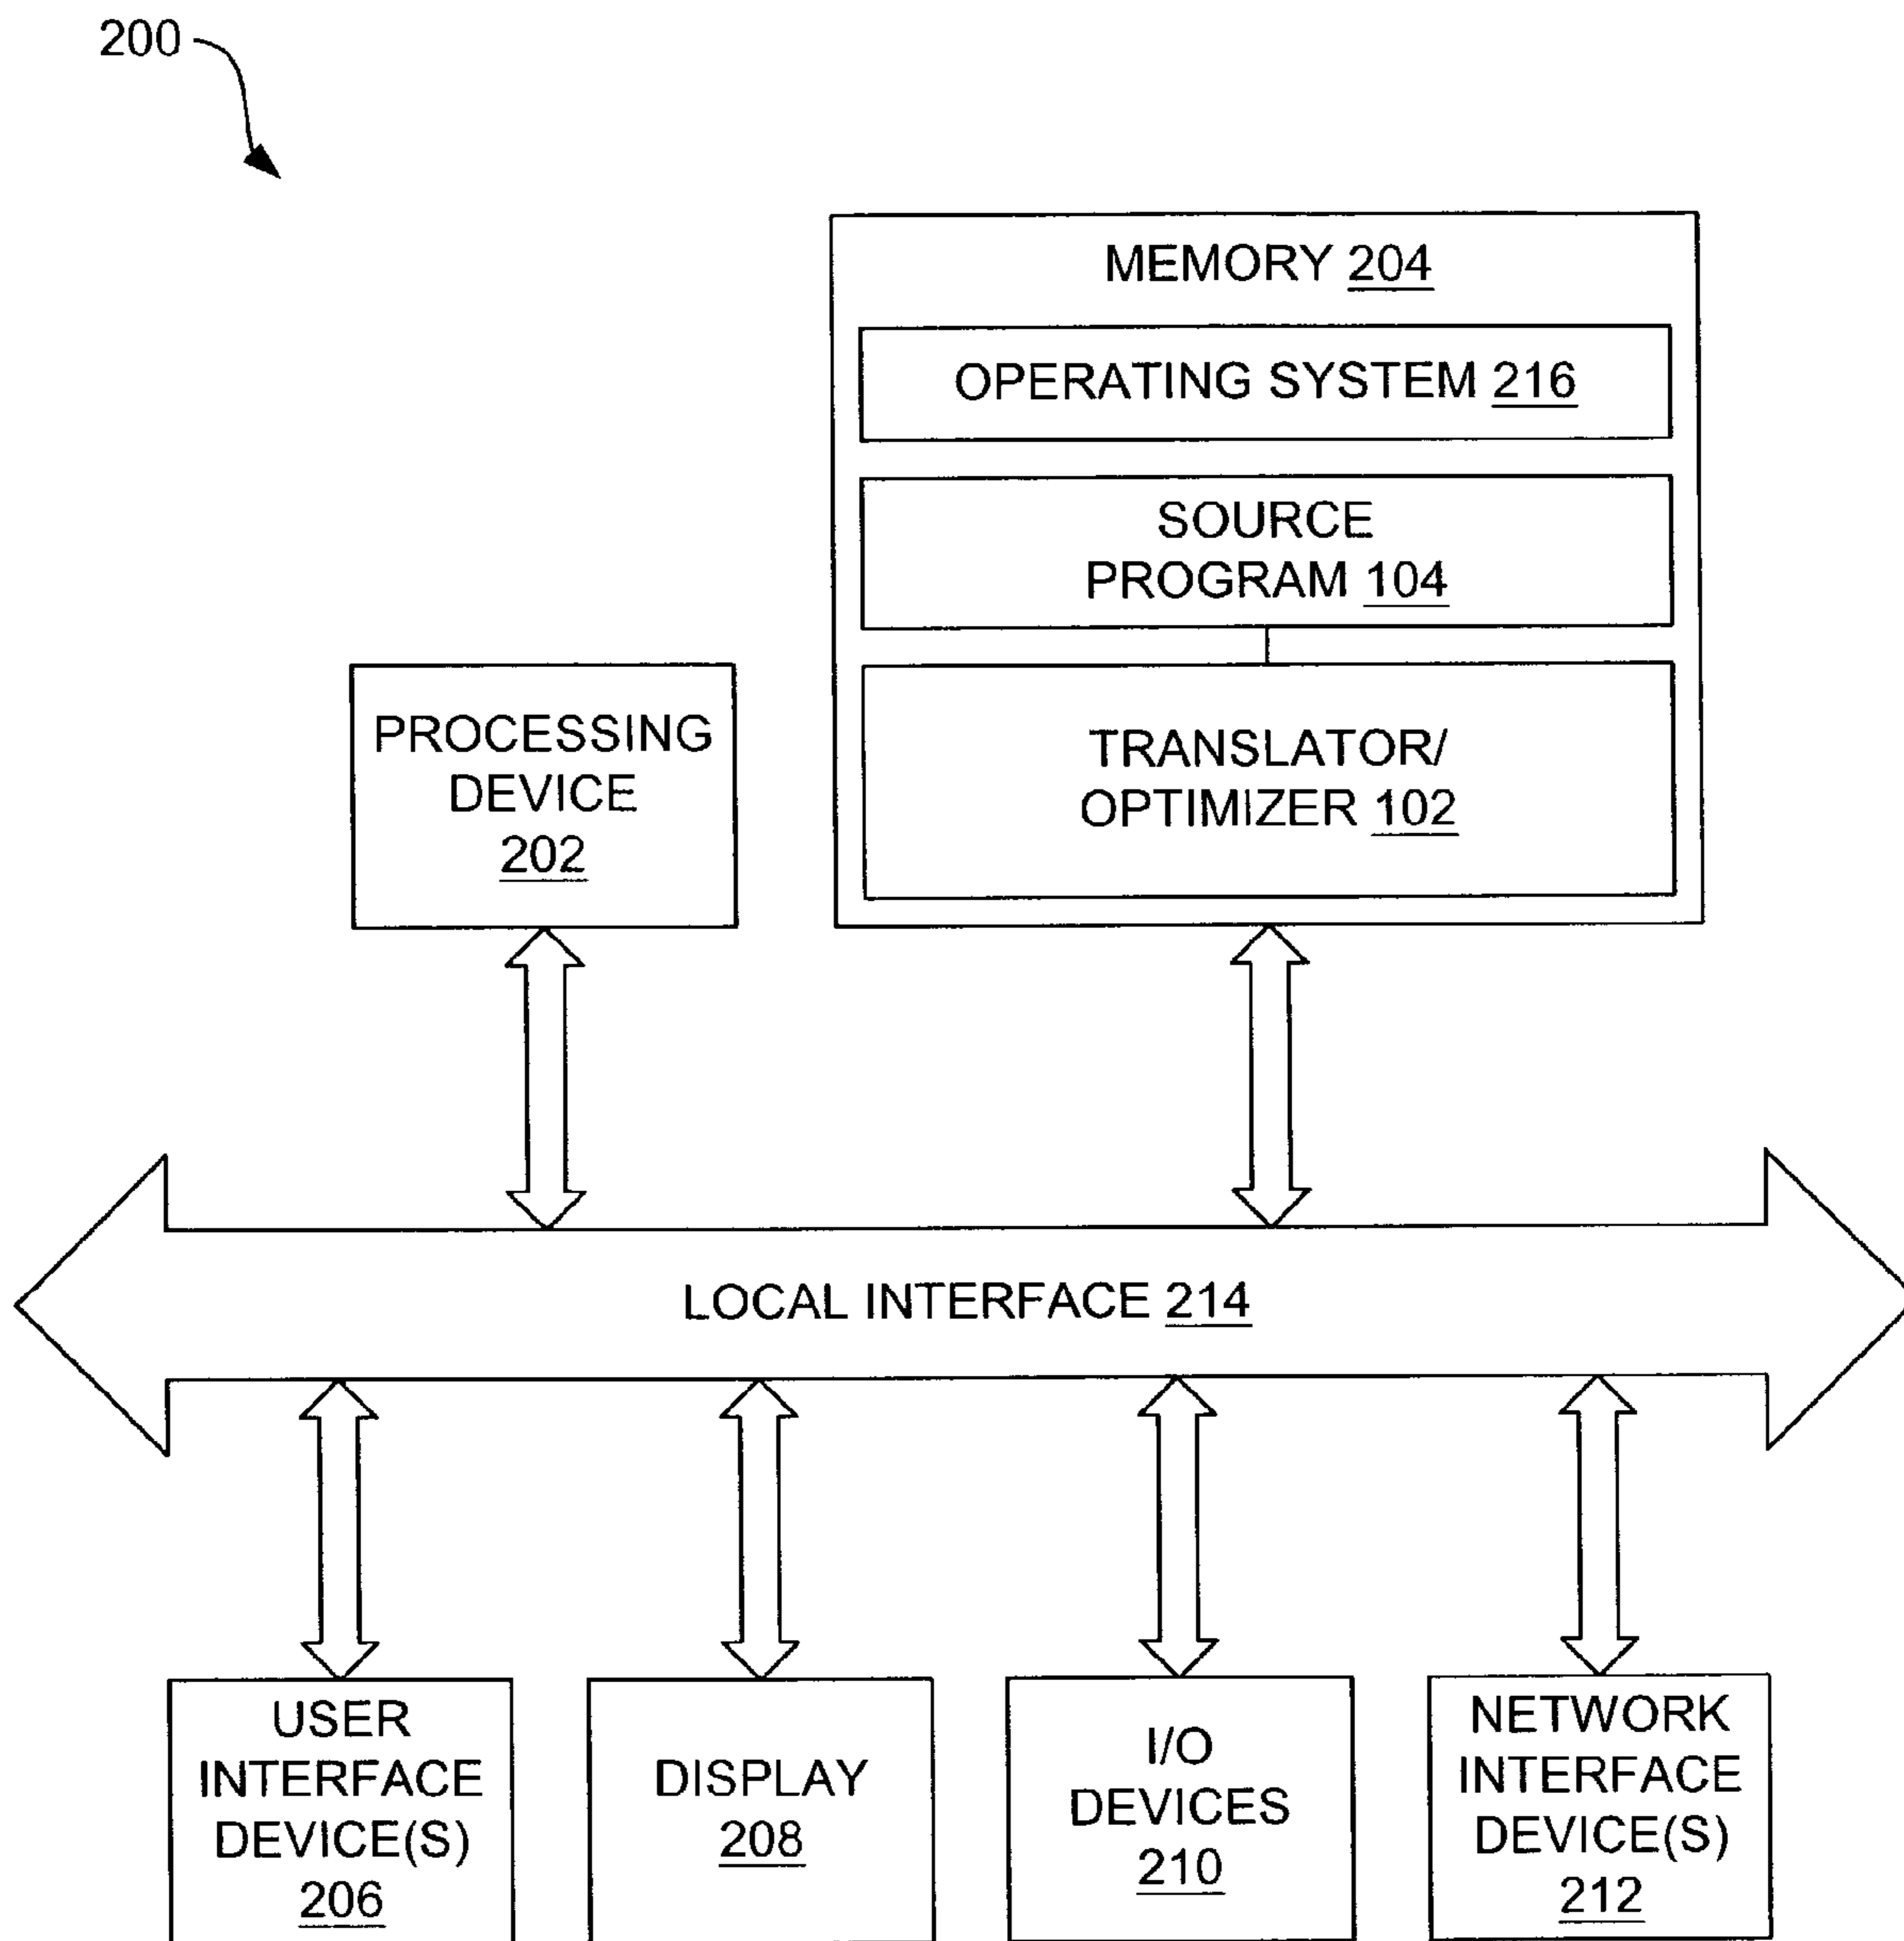 200
MEMORY 204
OPERATING SYSTEM 216
SOURCE
PROGRAM 104
TRANSLATOR/
OPTIMIZER 102
PROCESSING
DEVICE
202
LOCAL INTERFACE 214
USER
INTERFACE
DEVICE(S)
206
DISPLAY
208
I/O
DEVICES
210
NETWORK
INTERFACE
DEVICE(S)
212